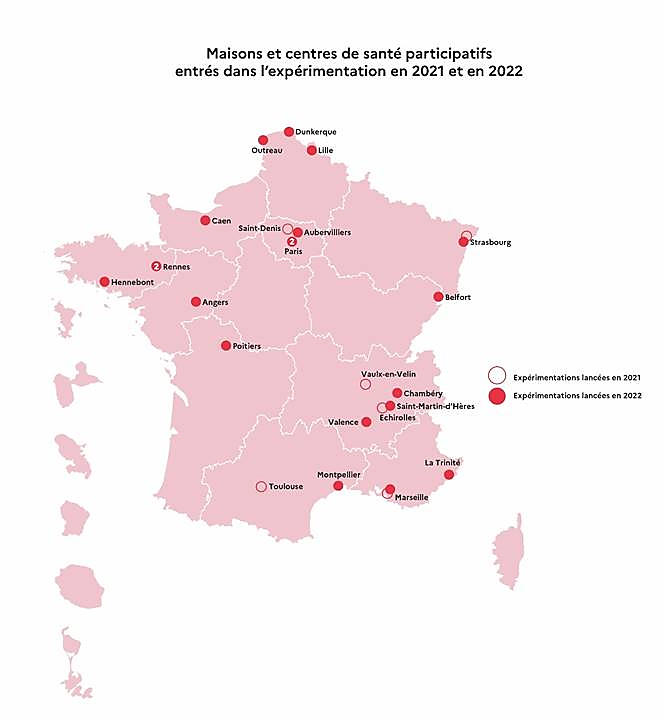 Maisons et centres de santé participatifs
entrés dans l'expérimentation en 2021 et en 2022
Dunkerque
Outreau
Lille
Caen
Saint-Denis
Aubervilliers
2
Paris
Strasbourg
2 Rennes
Hennebont
Belfort
Angers
Poitiers
Vaulx-en-Velin
Expérimentations lancées en 2021
Chambéry
Expérimentations lancées en 2022
Saint-Martin-d'Hères
Echirolles
Valence
La Trinité
Montpellier
Toulouse
Marseille